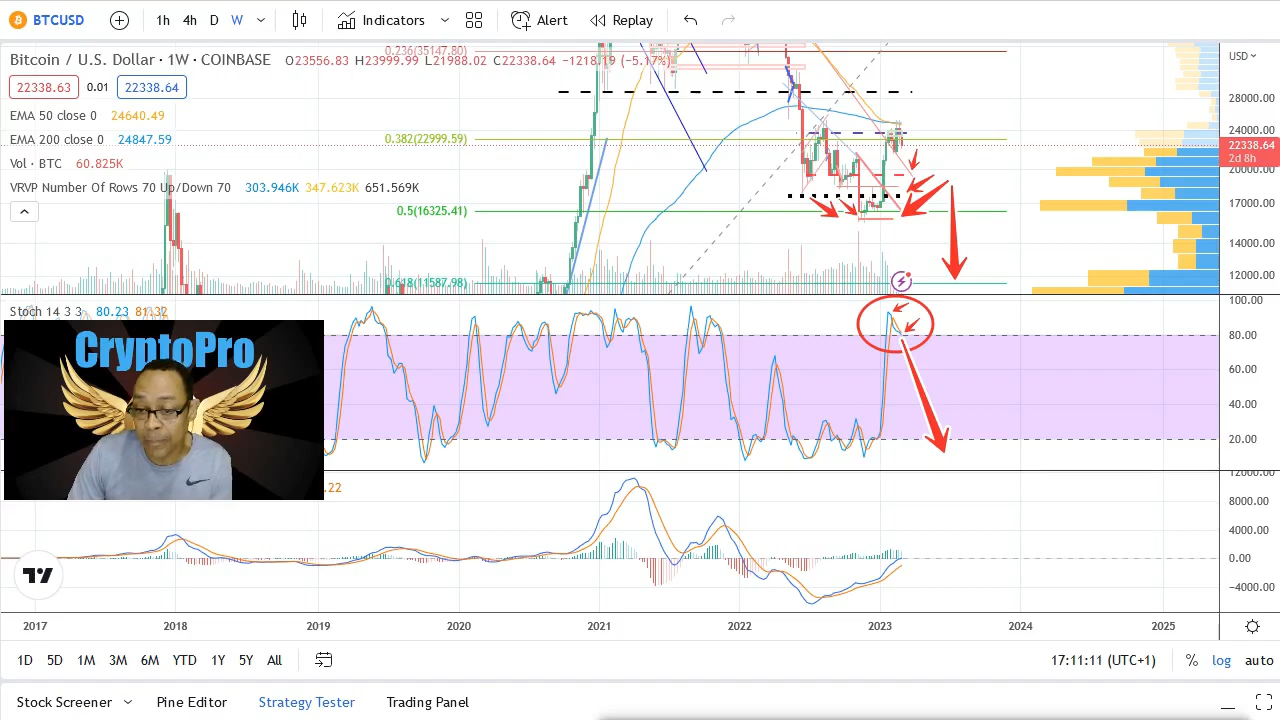 BTCUSD 1h 4h D W Indicators Alert Replay
Bitcoin / U.S. Dollar · 1W · COINBASE O23556.83 H23999.99 L21988.02 C22338.64 −1218.19 (−5.17%)
0.236(35147.80)
USD
22338.63 0.01 22338.64
28000.00
EMA 50 close 0 24640.49
24000.00
EMA 200 close 0 24847.59
0.382(22999.59)
22338.64
2d 8h
Vol · BTC 60.825K
20000.00
VRVP Number Of Rows 70 Up/Down 70 303.946K 347.623K 651.569K
17000.00
0.5(16325.41)
14000.00
12000.00
0.618(11587.98)
Stoch 14 3 3 80.23 81.32
100.00
80.00
60.00
40.00
20.00
CryptoPro
12000.00
.22
8000.00
4000.00
0.00
−4000.00
2017 2018 2019 2020 2021 2022 2023 2024 2025
1D 5D 1M 3M 6M YTD 1Y 5Y All 17:11:11 (UTC+1) % log auto
Stock Screener Pine Editor Strategy Tester Trading Panel